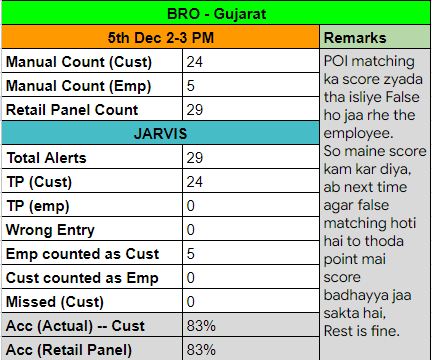 BRO - Gujarat
5th Dec 2-3 PM Remarks
Manual Count (Cust) 24
Manual Count (Emp) 5
Retail Panel Count 29
JARVIS
Total Alerts 29
TP (Cust) 24
TP (emp) 0
Wrong Entry 0
Emp counted as Cust 5
Cust counted as Emp 0
Missed (Cust) 0
Acc (Actual) -- Cust 83%
Acc (Retail Panel) 83%
POI matching
ka score zyada
tha isliye False
ho jaa rhe the
employee.
So maine score
kam kar diya,
ab next time
agar false
matching hoti
hai to thoda
point mai
score
badhayya jaa
sakta hai,
Rest is fine.